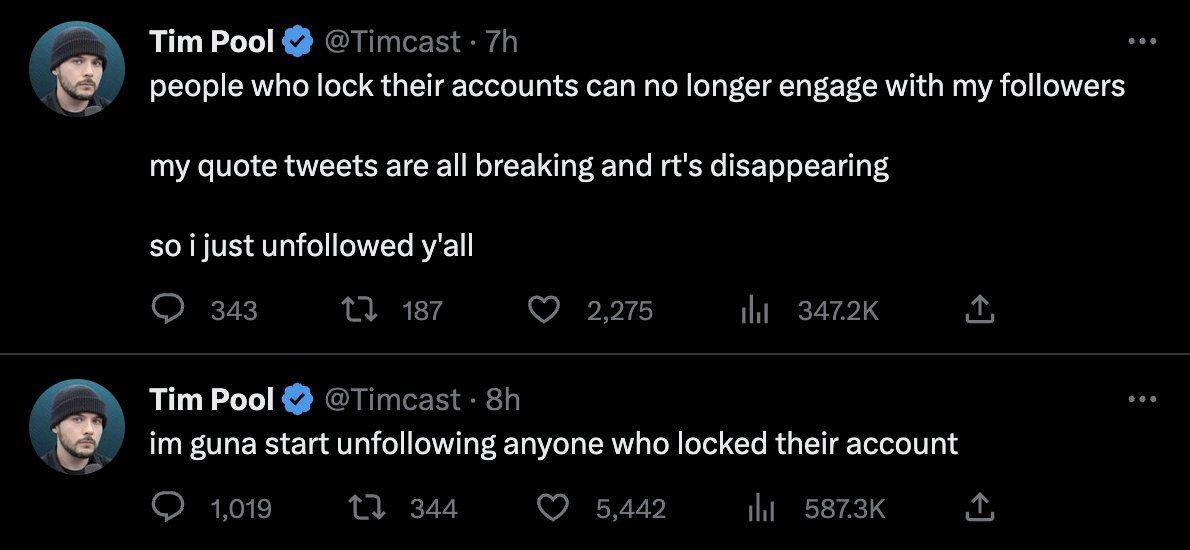 Tim Pool @Timcast · 7h
people who lock their accounts can no longer engage with my followers
my quote tweets are all breaking and rt's disappearing
so i just unfollowed y'all
343 187 2,275 347.2K
Tim Pool @Timcast · 8h
im guna start unfollowing anyone who locked their account
1,019 344 5,442 587.3K